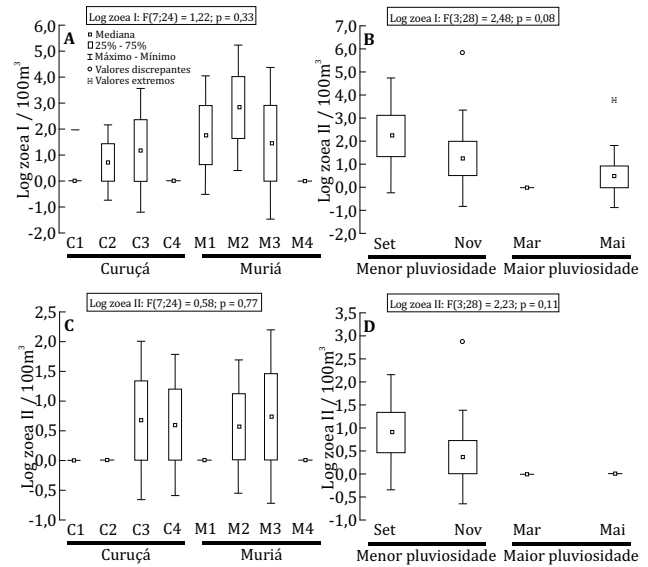 Log zoea I: F(7;24) = 1,22; p = 0,33
A
Mediana
25% - 75%
Máximo - Mínimo
Valores discrepantes
Valores extremos
Log zoea I / 100m³
6,0
5,0
4,0
3,0
2,0
1,0
0,0
-1,0
-2,0
C1 C2 C3 C4 M1 M2 M3 M4
Curuçá Muriá
Log zoea I: F(3;28) = 2,48; p = 0,08
B
Log zoea II / 100m³
7,0
6,0
5,0
4,0
3,0
2,0
1,0
0,0
-1,0
2,0
Set Nov Mar Mai
Menor pluviosidade Maior pluviosidade
Log zoea II: F(7;24) = 0,58; p = 0,77
C
Log zoea II / 100m³
2,5
2,0
1,5
1,0
0,5
0,0
-0,5
-1,0
C1 C2 C3 C4 M1 M2 M3 M4
Curuçá Muriá
Log zoea II: F(3;28) = 2,23; p = 0,11
D
Log zoea II / 100m³
3,5
3,0
2,5
2,0
1,5
1,0
0,5
0,0
-0,5
-1,0
Set Nov Mar Mai
Menor pluviosidade Maior pluviosidade